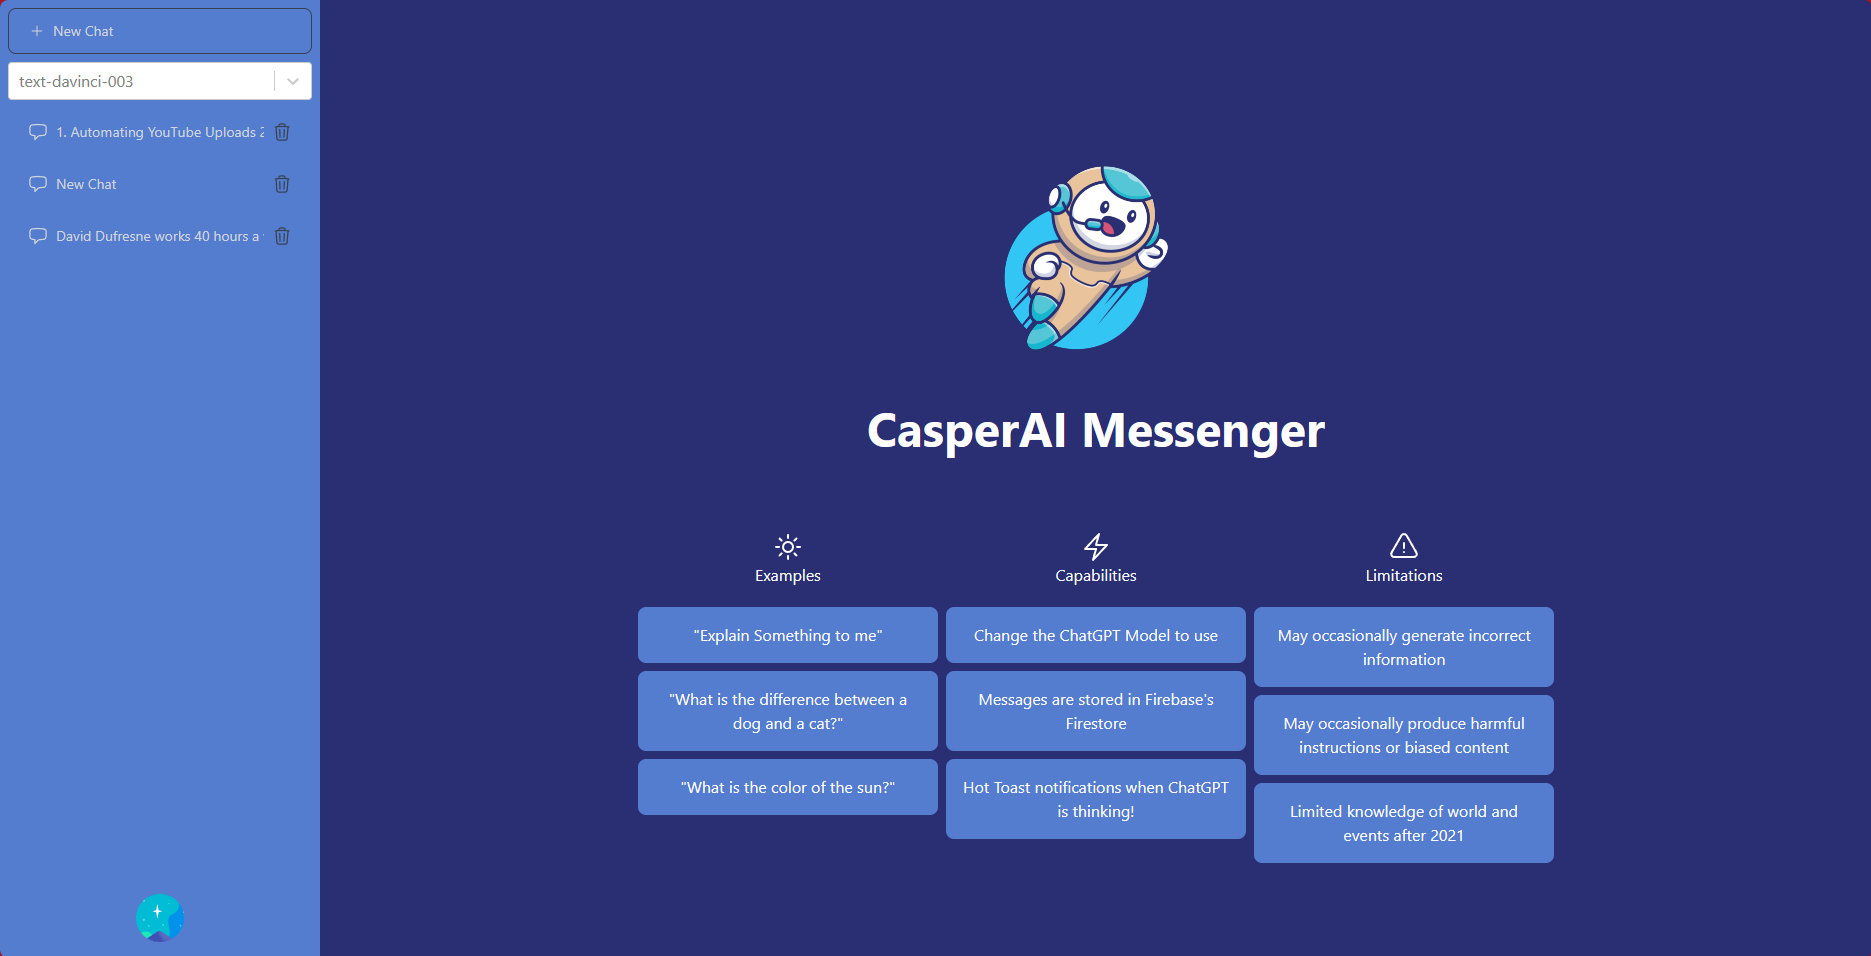 New Chat
text-davinci-003
1. Automating YouTube Uploads 2
New Chat
David Dufresne works 40 hours a
CasperAI Messenger
Examples
"Explain Something to me"
"What is the difference between a
dog and a cat?"
"What is the color of the sun?"
Capabilities
Change the ChatGPT Model to use
Messages are stored in Firebase's
Firestore
Hot Toast notifications when ChatGPT
is thinking!
Limitations
May occasionally generate incorrect
information
May occasionally produce harmful
instructions or biased content
Limited knowledge of world and
events after 2021